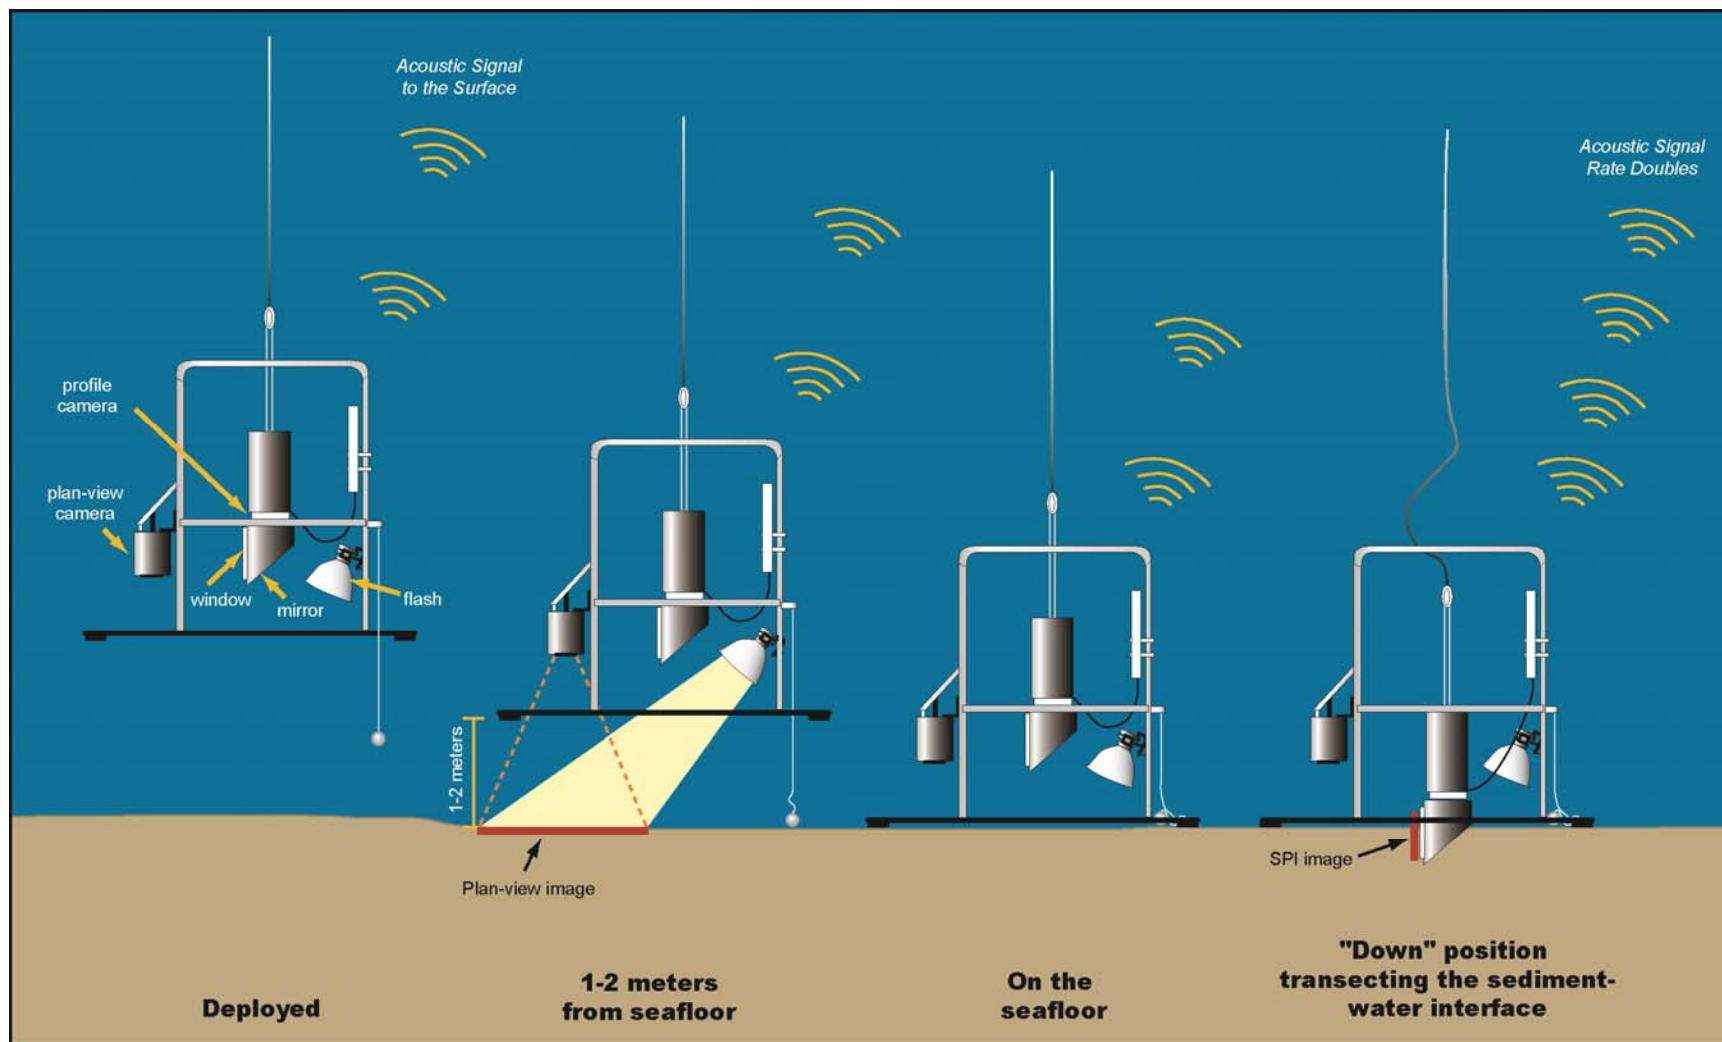 Acoustic Signal
to the Surface
Acoustic Signal
Rate Doubles
profile
camera
plan-view
camera
window
mirror
flash
1-2 meters
Plan-view image
SPI image
Deployed
1-2 meters
from seafloor
On the
seafloor
"Down" position
transecting the sediment-
water interface